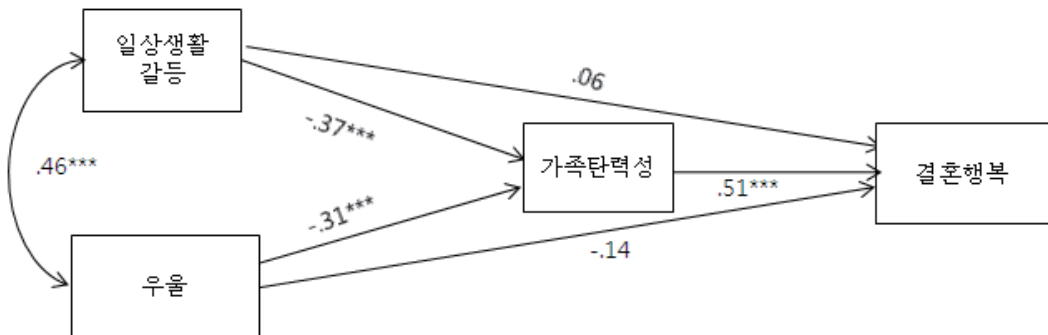 일상생활
갈등
.06
-.37***
.46***
가족탄력성
.51***
결혼행복
-.31***
-.14
우울